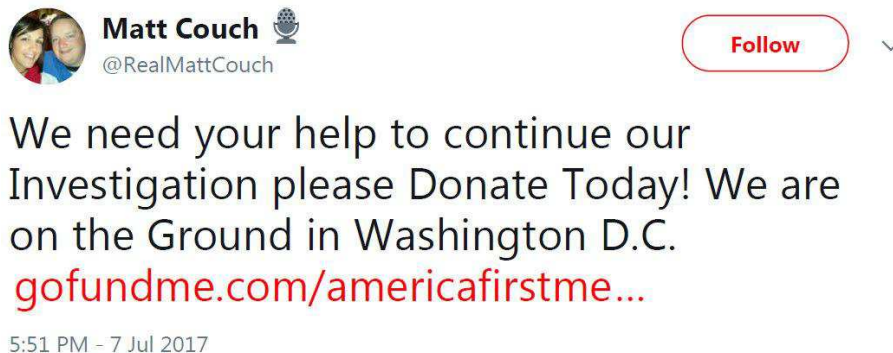 Matt Couch 🎙
@RealMattCouch
Follow
We need your help to continue our
Investigation please Donate Today! We are
on the Ground in Washington D.C.
gofundme.com/americafirstme...
5:51 PM - 7 Jul 2017